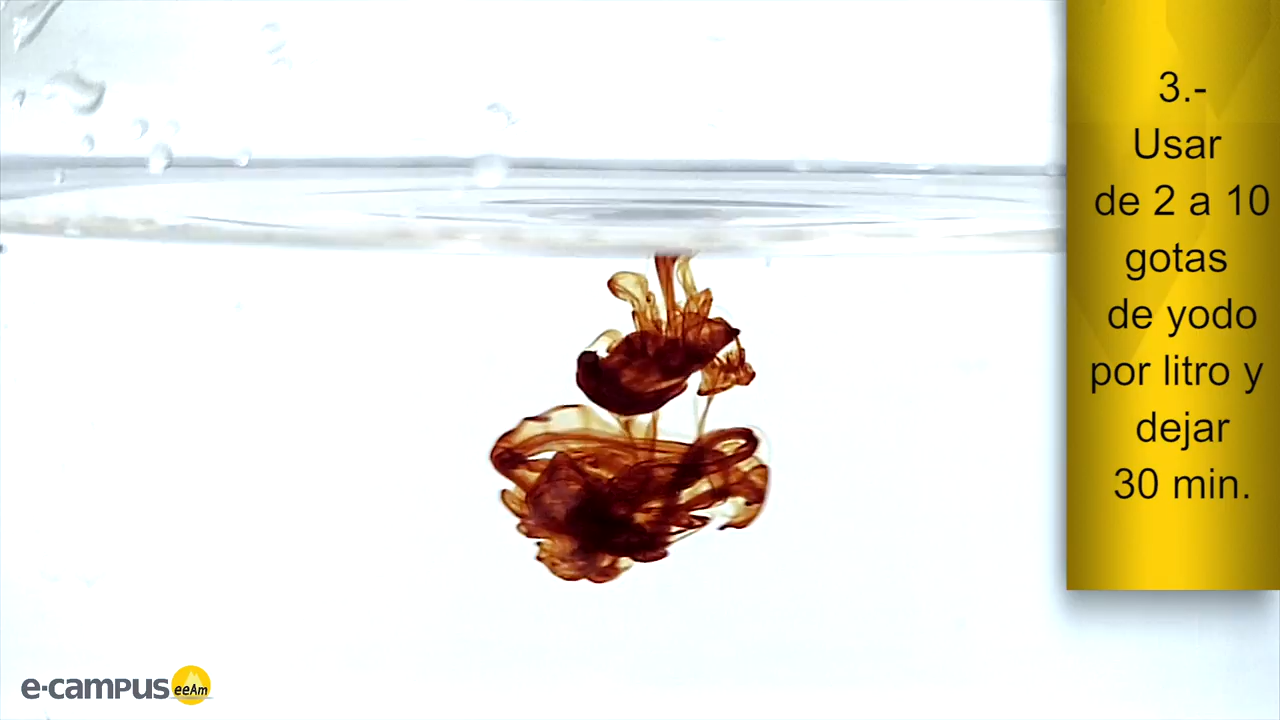 3.-
Usar
de 2 a 10
gotas
de yodo
por litro y
dejar
30 min.
e-campus eeAm